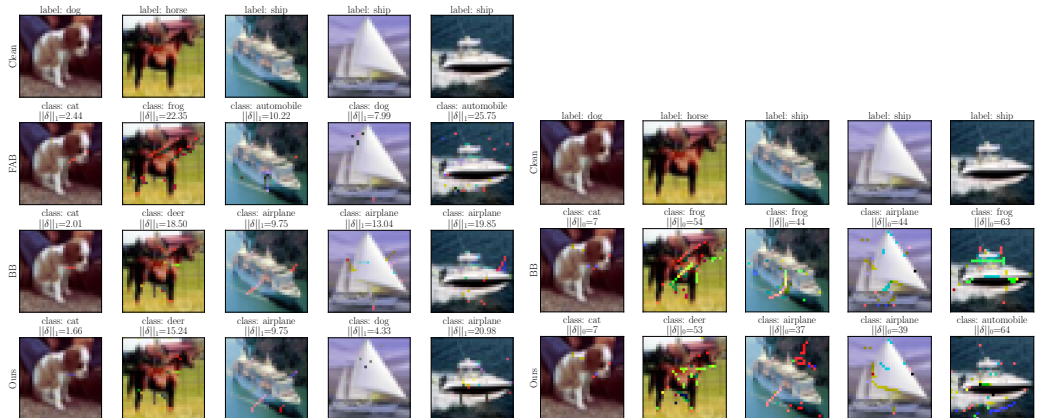 label: dog label: horse label: ship label: ship label: ship
Clean
class: cat class: frog class: automobile class: dog class: automobile
||δ||₁=2.44 ||δ||₁=22.35 ||δ||₁=10.22 ||δ||₁=7.99 ||δ||₁=25.75
FAB
class: cat class: deer class: airplane class: airplane class: airplane
||δ||₁=2.01 ||δ||₁=18.50 ||δ||₁=9.75 ||δ||₁=13.04 ||δ||₁=19.85
BB
class: cat class: deer class: airplane class: dog class: airplane
||δ||₁=1.66 ||δ||₁=15.24 ||δ||₁=9.75 ||δ||₁=4.33 ||δ||₁=20.98
Ours
label: dog label: horse label: ship label: ship label: ship
Clean
class: cat class: frog class: frog class: airplane class: frog
||δ||₀=7 ||δ||₀=54 ||δ||₀=44 ||δ||₀=44 ||δ||₀=63
BB
class: cat class: deer class: airplane class: airplane class: automobile
||δ||₀=7 ||δ||₀=53 ||δ||₀=37 ||δ||₀=39 ||δ||₀=64
Ours